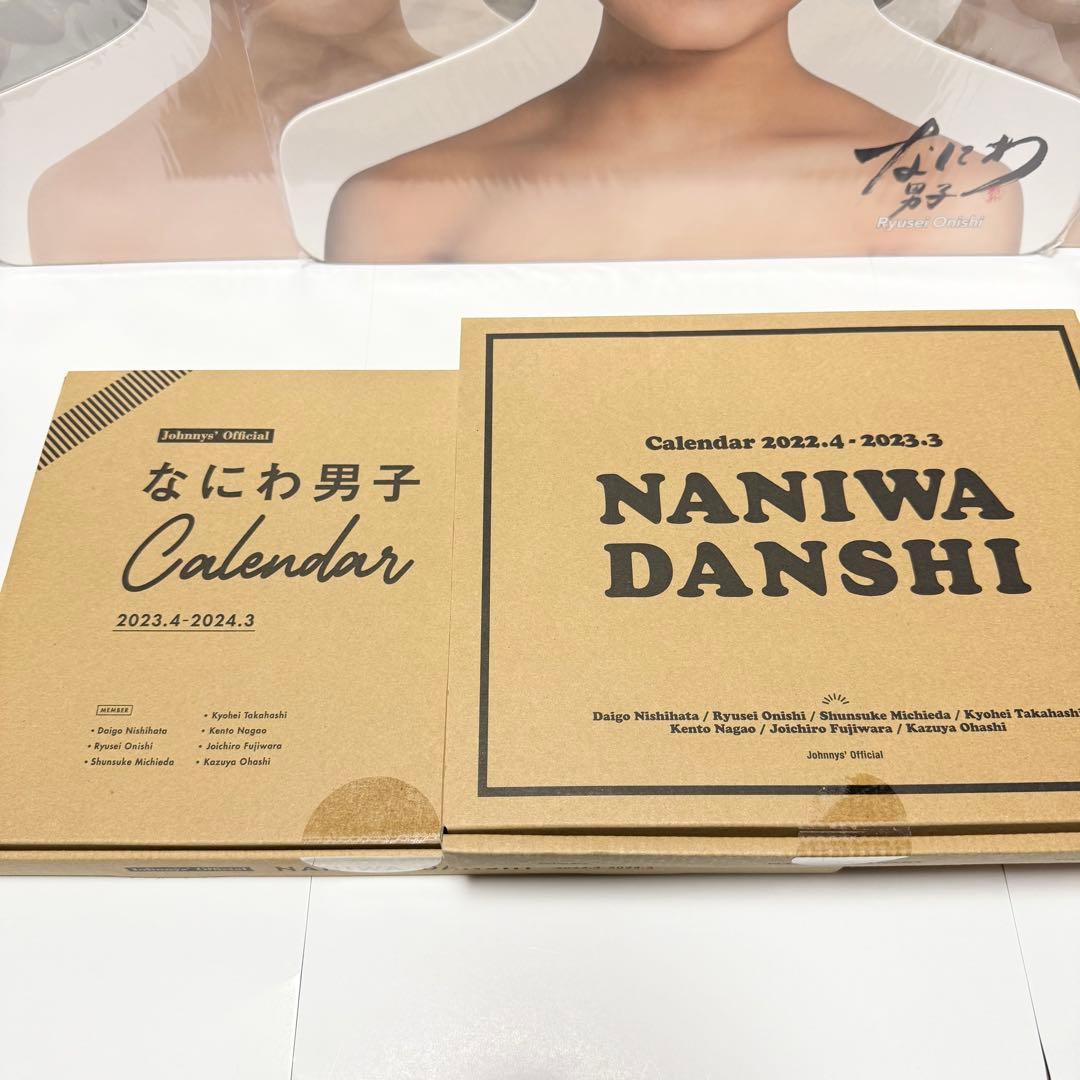 なにわ
男子
Ryusei Onishi
Johnnys' Official
なにわ男子
Calendar
2023.4-2024.3
MEMBER
• Daigo Nishihata
• Ryusei Onishi
• Shunsuke Michieda
• Kyohei Takahashi
• Kento Nagao
• Joichiro Fujiwara
• Kazuya Ohashi
Johnnys' Official
Calendar 2022.4-2023.3
NANIWA
DANSHI
Daigo Nishihata / Ryusei Onishi / Shunsuke Michieda / Kyohei Takahashi
Kento Nagao / Joichiro Fujiwara / Kazuya Ohashi
Johnnys' Official